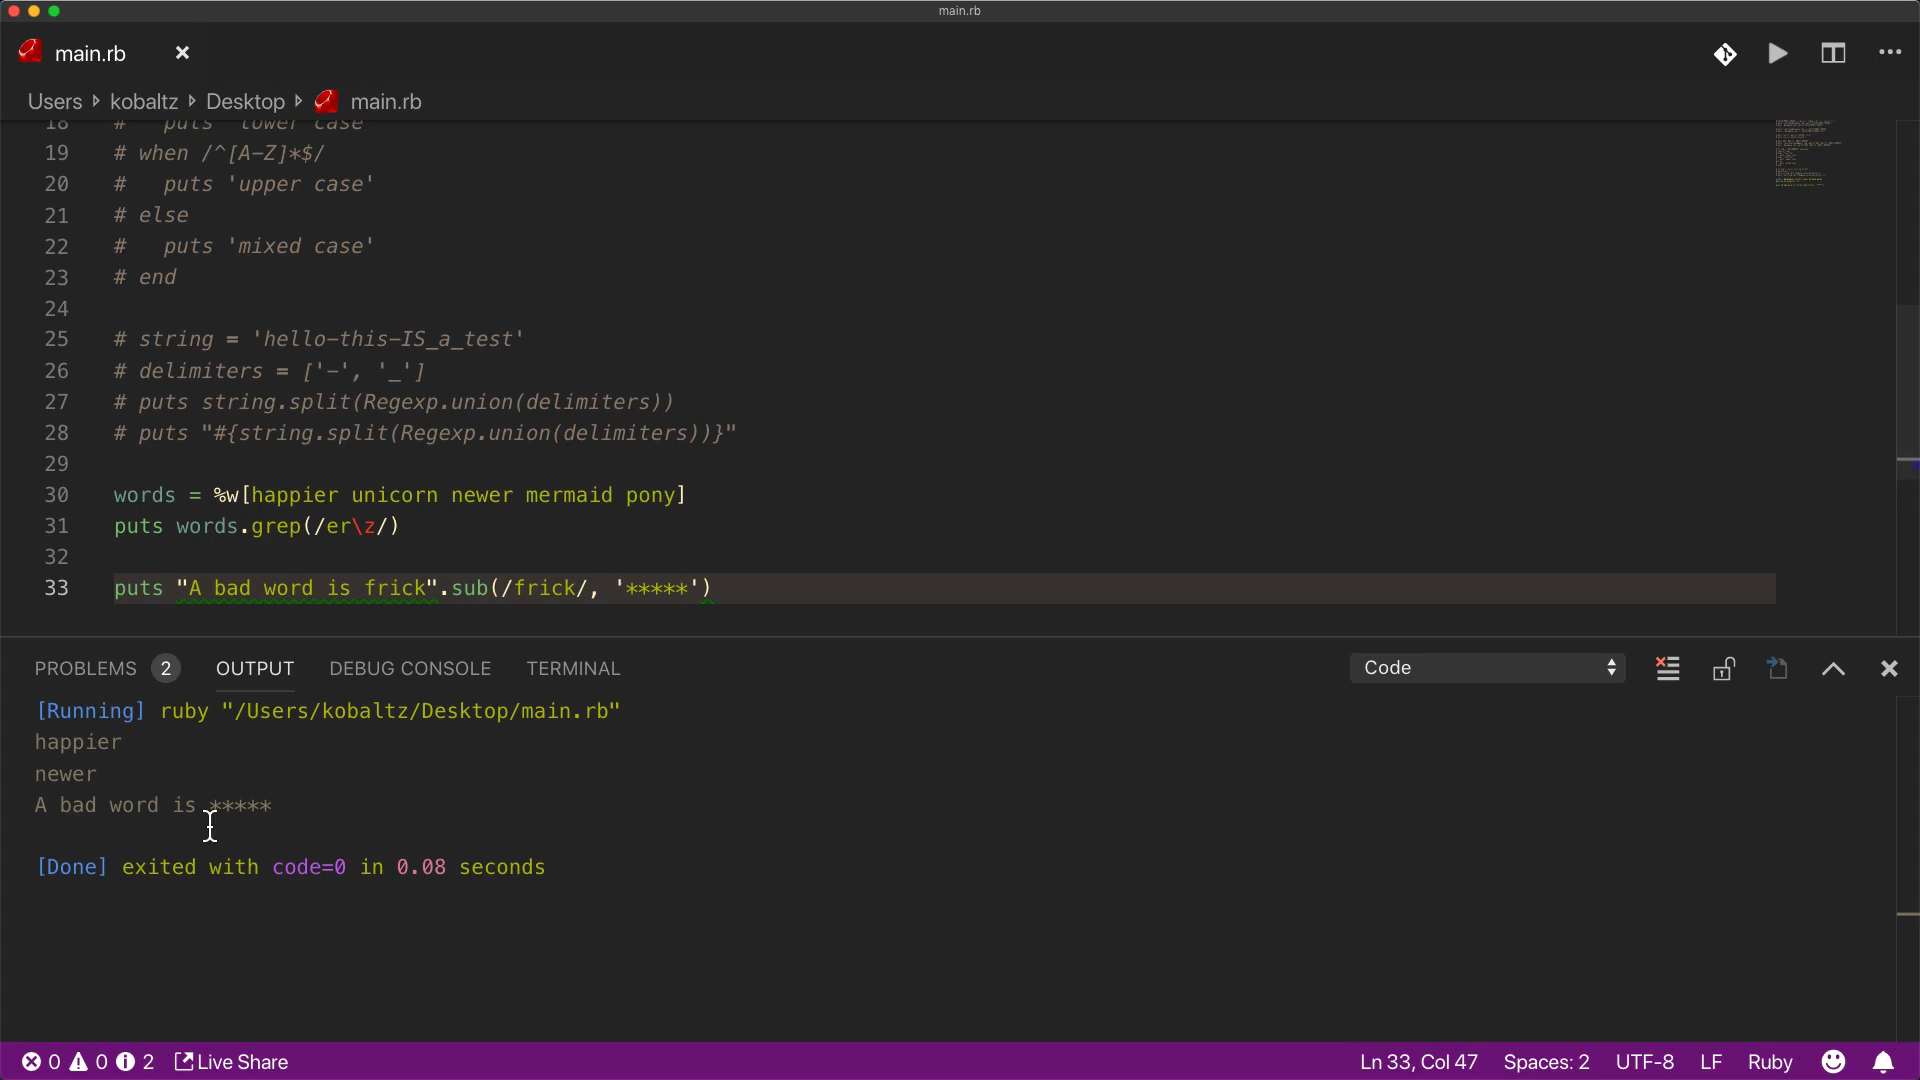 main.rb
main.rb
Users kobaltz Desktop main.rb
18 #   puts 'lower case
19 # when /^[A-Z]*$/
20 #   puts 'upper case'
21 # else
22 #   puts 'mixed case'
23 # end
24
25 # string = 'hello-this-IS_a_test'
26 # delimiters = ['-', '_']
27 # puts string.split(Regexp.union(delimiters))
28 # puts "#{string.split(Regexp.union(delimiters))}"
29
30 words = %w[happier unicorn newer mermaid pony]
31 puts words.grep(/er\z/)
32
33 puts "A bad word is frick".sub(/frick/, '*****')
PROBLEMS 2 OUTPUT DEBUG CONSOLE TERMINAL Code
[Running] ruby "/Users/kobaltz/Desktop/main.rb"
happier
newer
A bad word is *****
[Done] exited with code=0 in 0.08 seconds
0 0 2 Live Share Ln 33, Col 47 Spaces: 2 UTF-8 LF Ruby